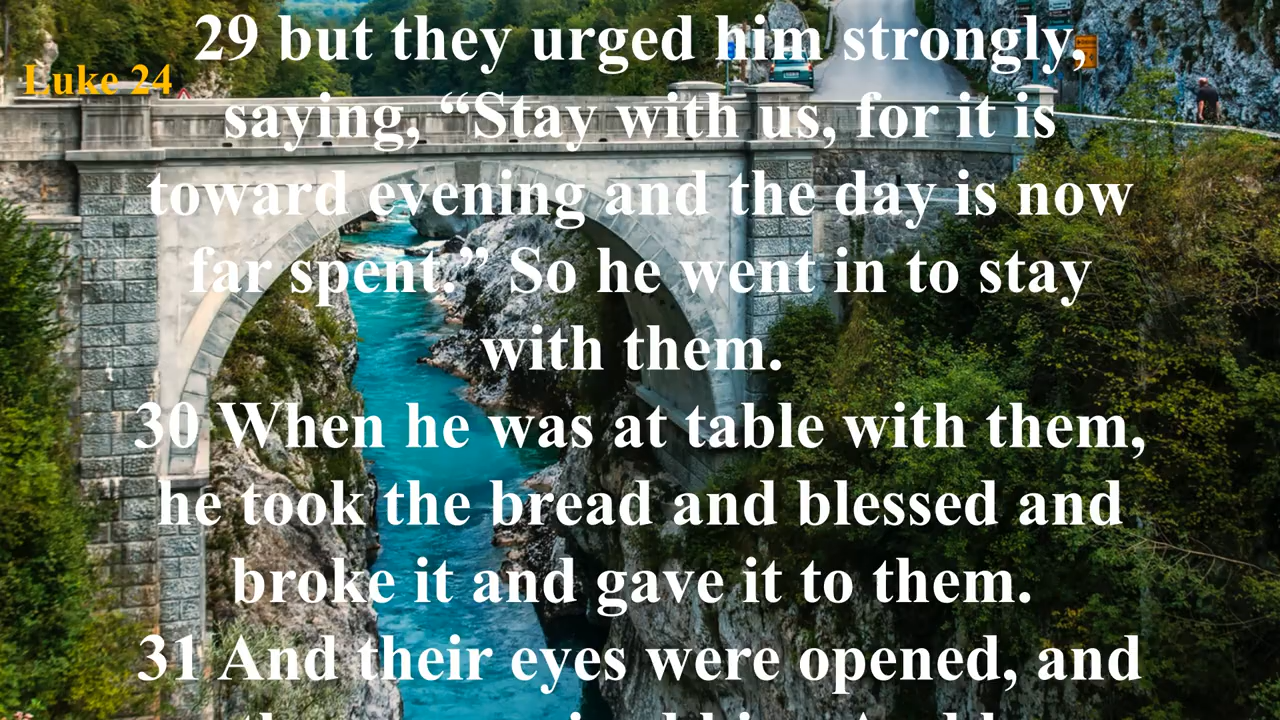 Luke 24
29 but they urged him strongly,
saying, “Stay with us, for it is
toward evening and the day is now
far spent.” So he went in to stay
with them.
30 When he was at table with them,
he took the bread and blessed and
broke it and gave it to them.
31 And their eyes were opened, and